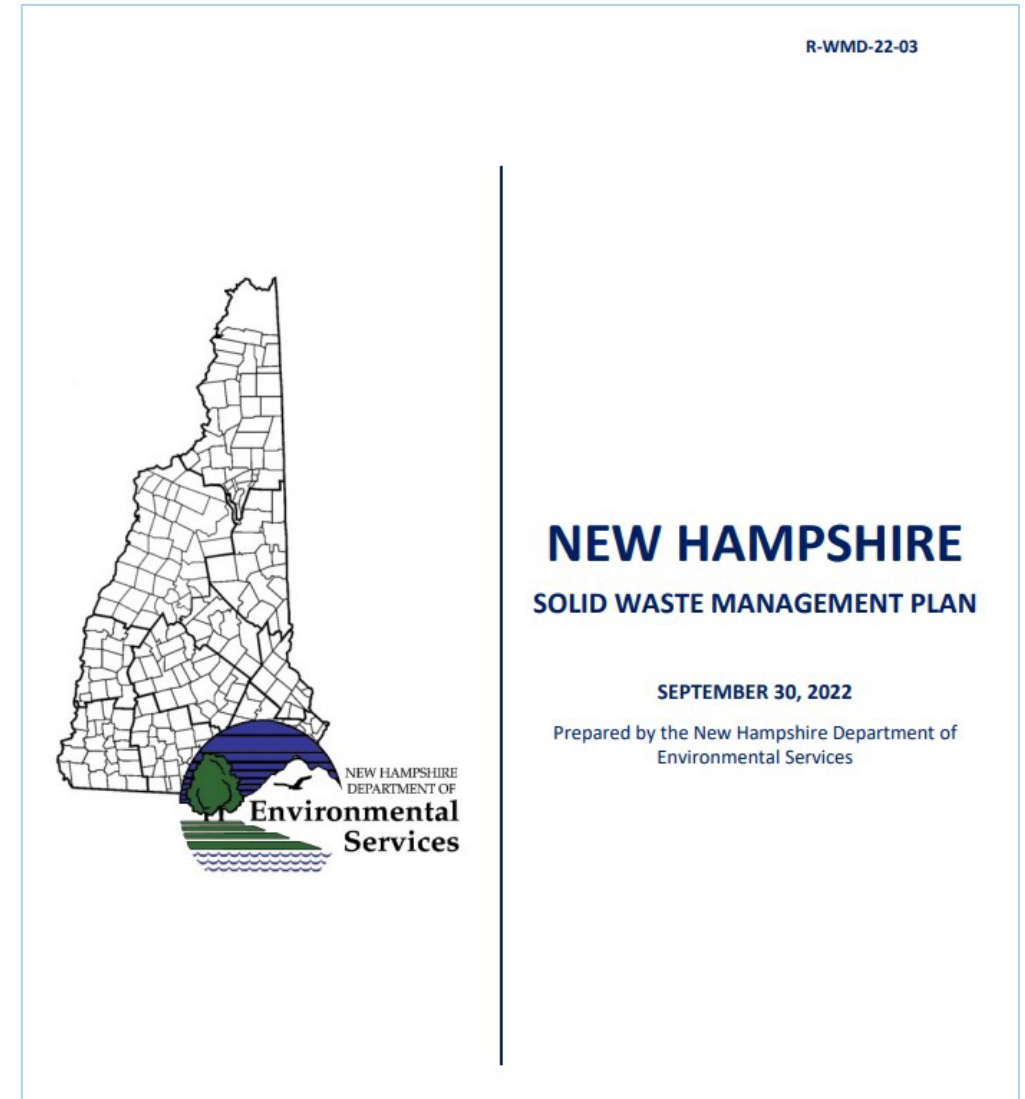 R-WMD-22-03
NEW HAMPSHIRE
SOLID WASTE MANAGEMENT PLAN
SEPTEMBER 30, 2022
Prepared by the New Hampshire Department of
Environmental Services
NEW HAMPSHIRE
DEPARTMENT OF
Environmental
Services